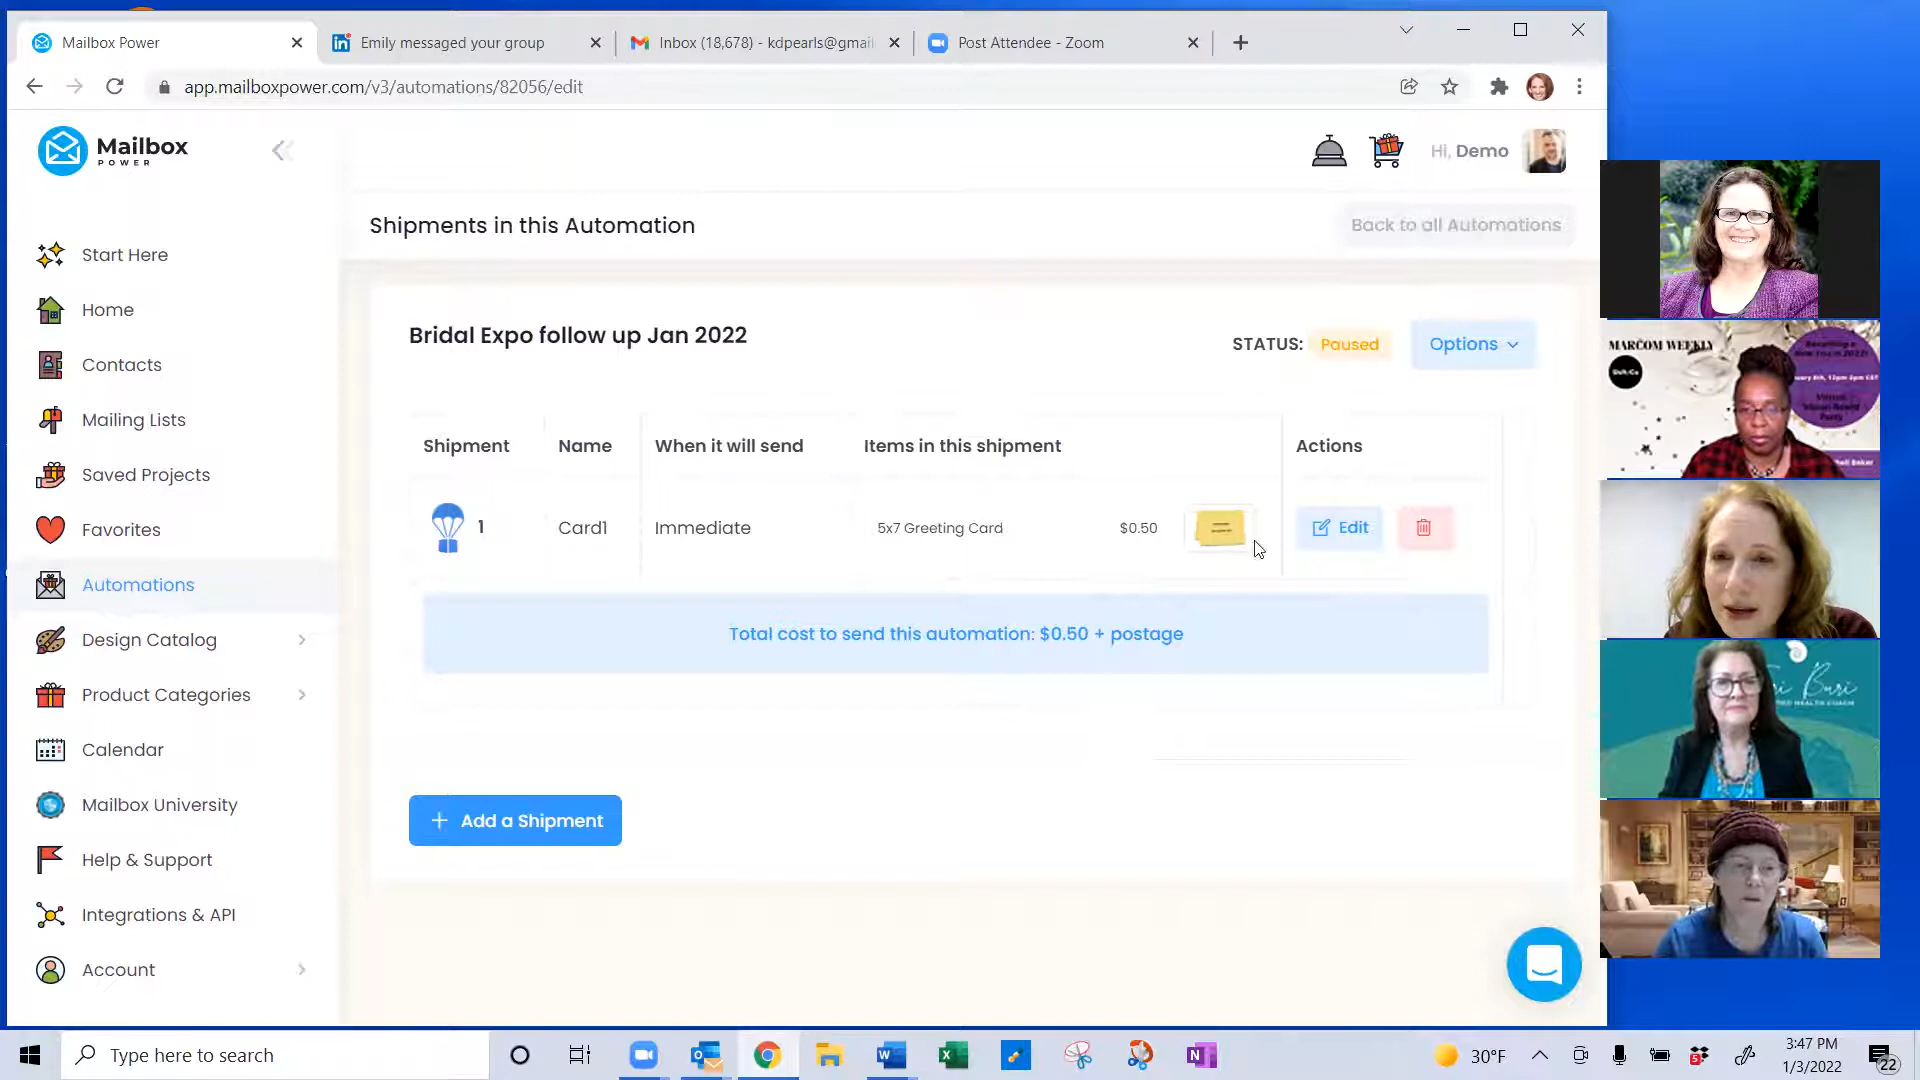 Mailbox Power
Emily messaged your group
Inbox (18,678) - kdpearls@gmai
Post Attendee - Zoom
app.mailboxpower.com/v3/automations/82056/edit
Mailbox
POWER
Hi, Demo
Shipments in this Automation
Back to all Automations
Start Here
Home
Contacts
Mailing Lists
Saved Projects
Favorites
Automations
Design Catalog
Product Categories
Calendar
Mailbox University
Help & Support
Integrations & API
Account
Bridal Expo follow up Jan 2022
STATUS: Paused
Options
Shipment Name When it will send Items in this shipment Actions
1 Card1 Immediate 5x7 Greeting Card $0.50 Edit
Total cost to send this automation: $0.50 + postage
+ Add a Shipment
MARCOM WEEKLY
Type here to search
30°F
3:47 PM
1/3/2022
22